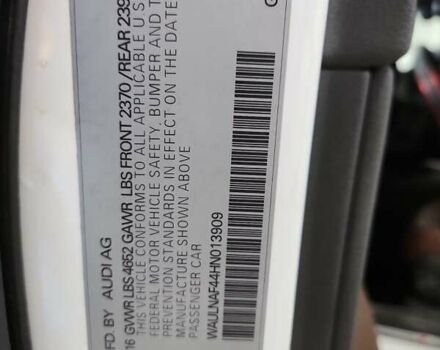 FD. BY AUDI AG
16 GVWR LBS 4652 GAWR LBS FRONT 2370 /REAR 239
THIS VEHICLE CONFORMS TO ALL APPLICABLE U S
FEDERAL MOTOR VEHICLE SAFETY, BUMPER AND T
PREVENTION STANDARDS IN EFFECT ON THE DATE
MANUFACTURE SHOWN ABOVE
PASSENGER CAR
WAULNAF44HN013909